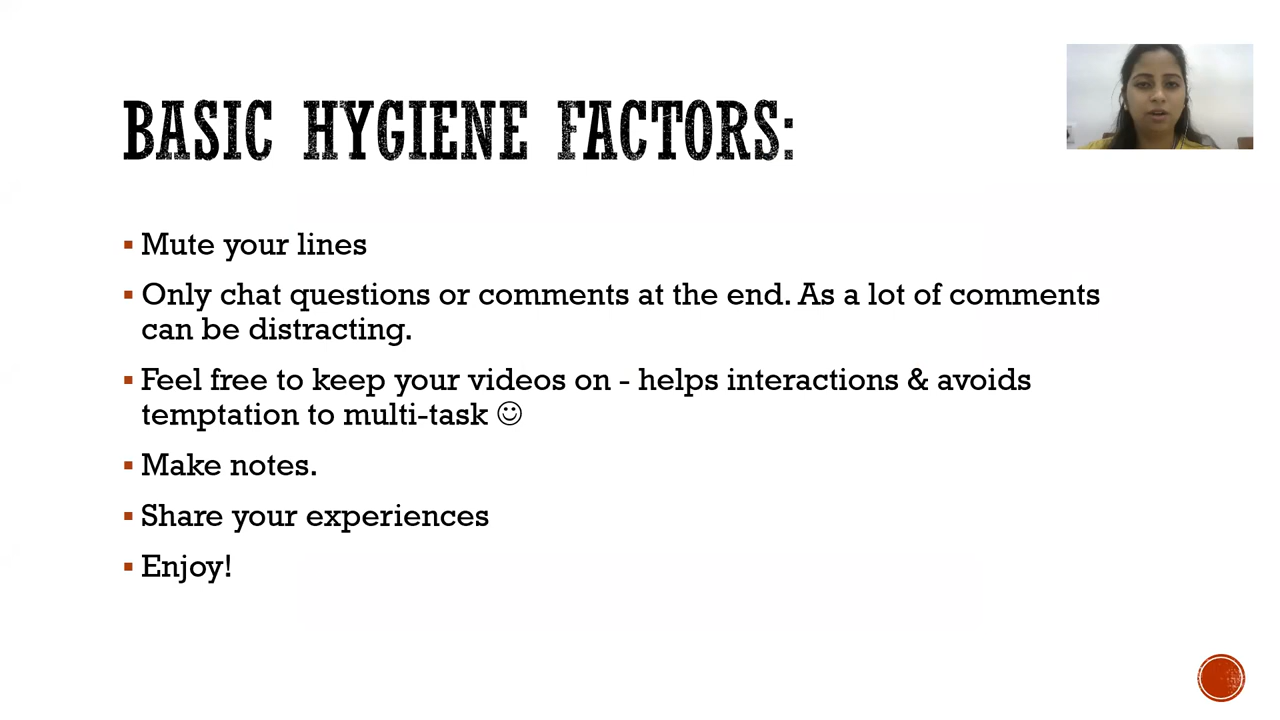 BASIC HYGIENE FACTORS:
Mute your lines
Only chat questions or comments at the end. As a lot of comments
can be distracting.
Feel free to keep your videos on - helps interactions & avoids
temptation to multi-task ☺
Make notes.
Share your experiences
Enjoy!